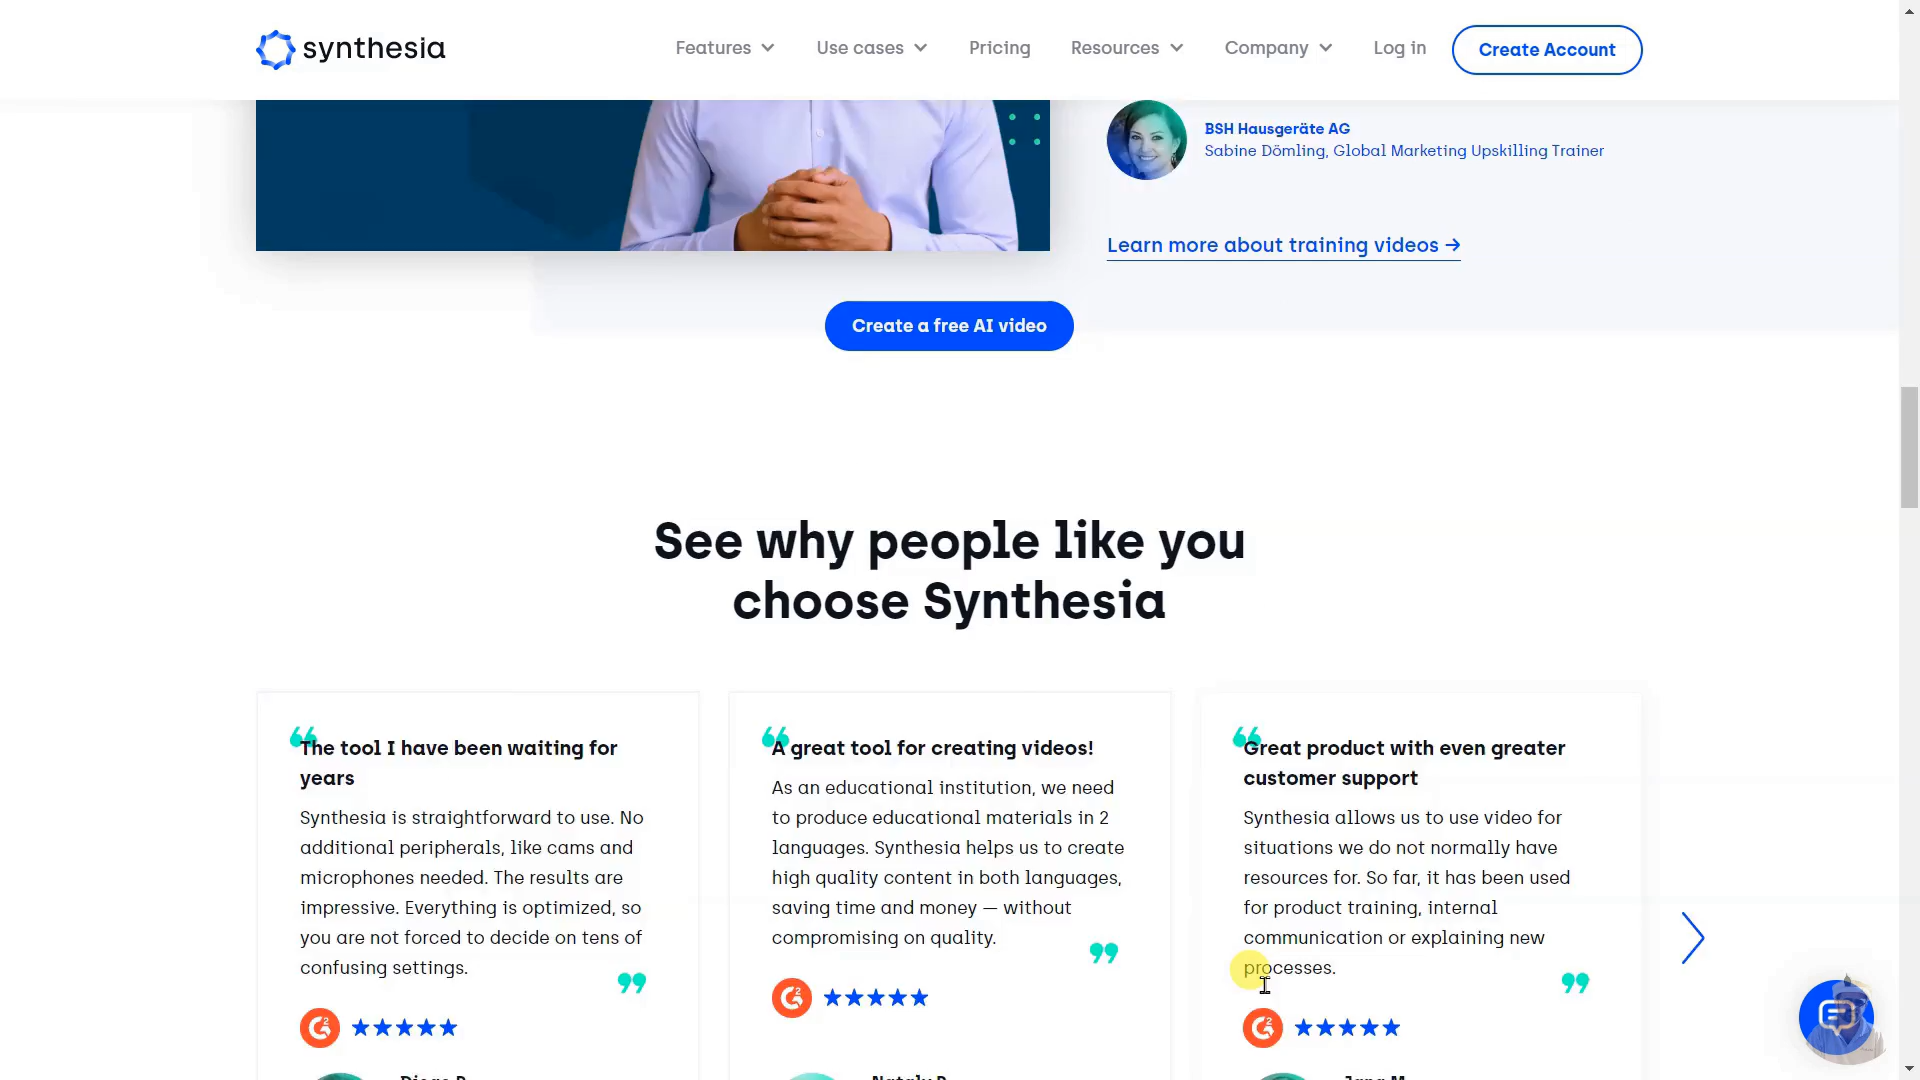 synthesia
Features
Use cases
Pricing
Resources
Company
Log in
Create Account
BSH Hausgeräte AG
Sabine Dömling, Global Marketing Upskilling Trainer
Learn more about training videos →
Create a free AI video
See why people like you
choose Synthesia
The tool I have been waiting for
years
Synthesia is straightforward to use. No
additional peripherals, like cams and
microphones needed. The results are
impressive. Everything is optimized, so
you are not forced to decide on tens of
confusing settings.
A great tool for creating videos!
As an educational institution, we need
to produce educational materials in 2
languages. Synthesia helps us to create
high quality content in both languages,
saving time and money — without
compromising on quality.
Great product with even greater
customer support
Synthesia allows us to use video for
situations we do not normally have
resources for. So far, it has been used
for product training, internal
communication or explaining new
processes.